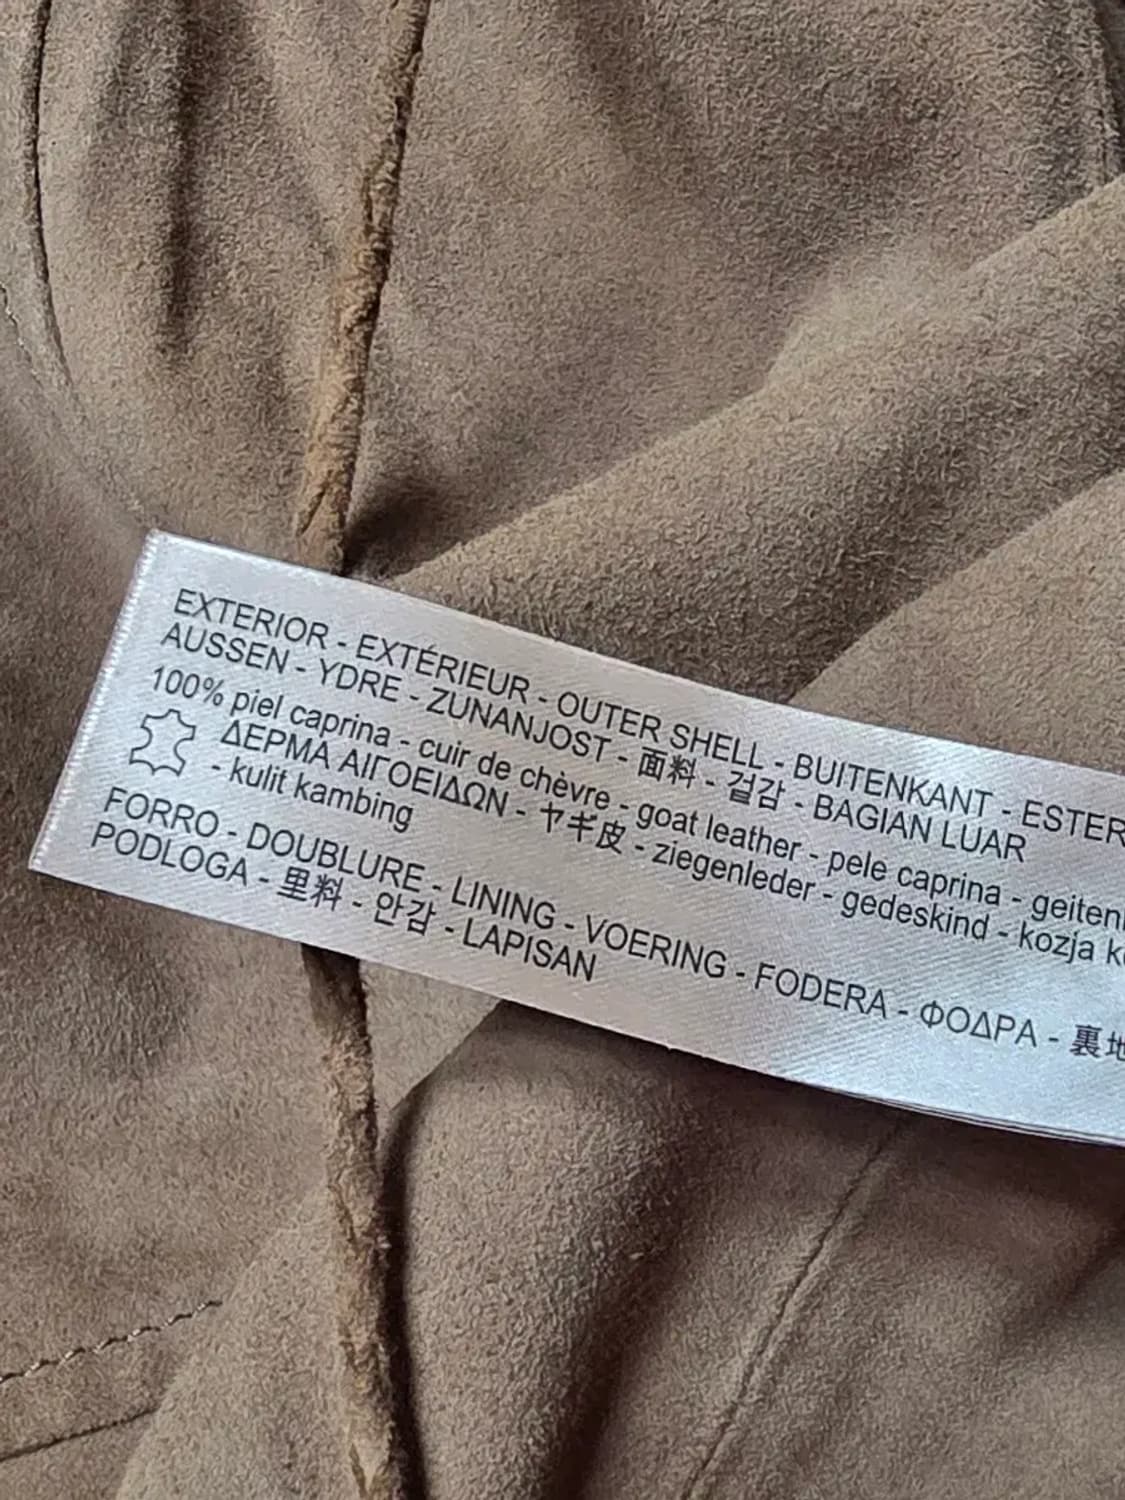 EXTERIOR - EXTÉRIEUR - OUTER SHELL - BUITENKANT - ESTER
AUSSEN - YDRE - ZUNANJOST - 面料 - 겉감 - BAGIAN LUAR
100% piel caprina - cuir de chèvre - goat leather - pele caprina - geiten
ΔΕΡΜΑ ΑΙΓΟΕΙΔΩΝ - ヤギ皮 - ziegenleder - gedeskind - kozja
- kulit kambing
FORRO - DOUBLURE - LINING - VOERING - FODERA - ΦΟΔΡΑ - 裏地
PODLOGA - 里料 - 안감 - LAPISAN